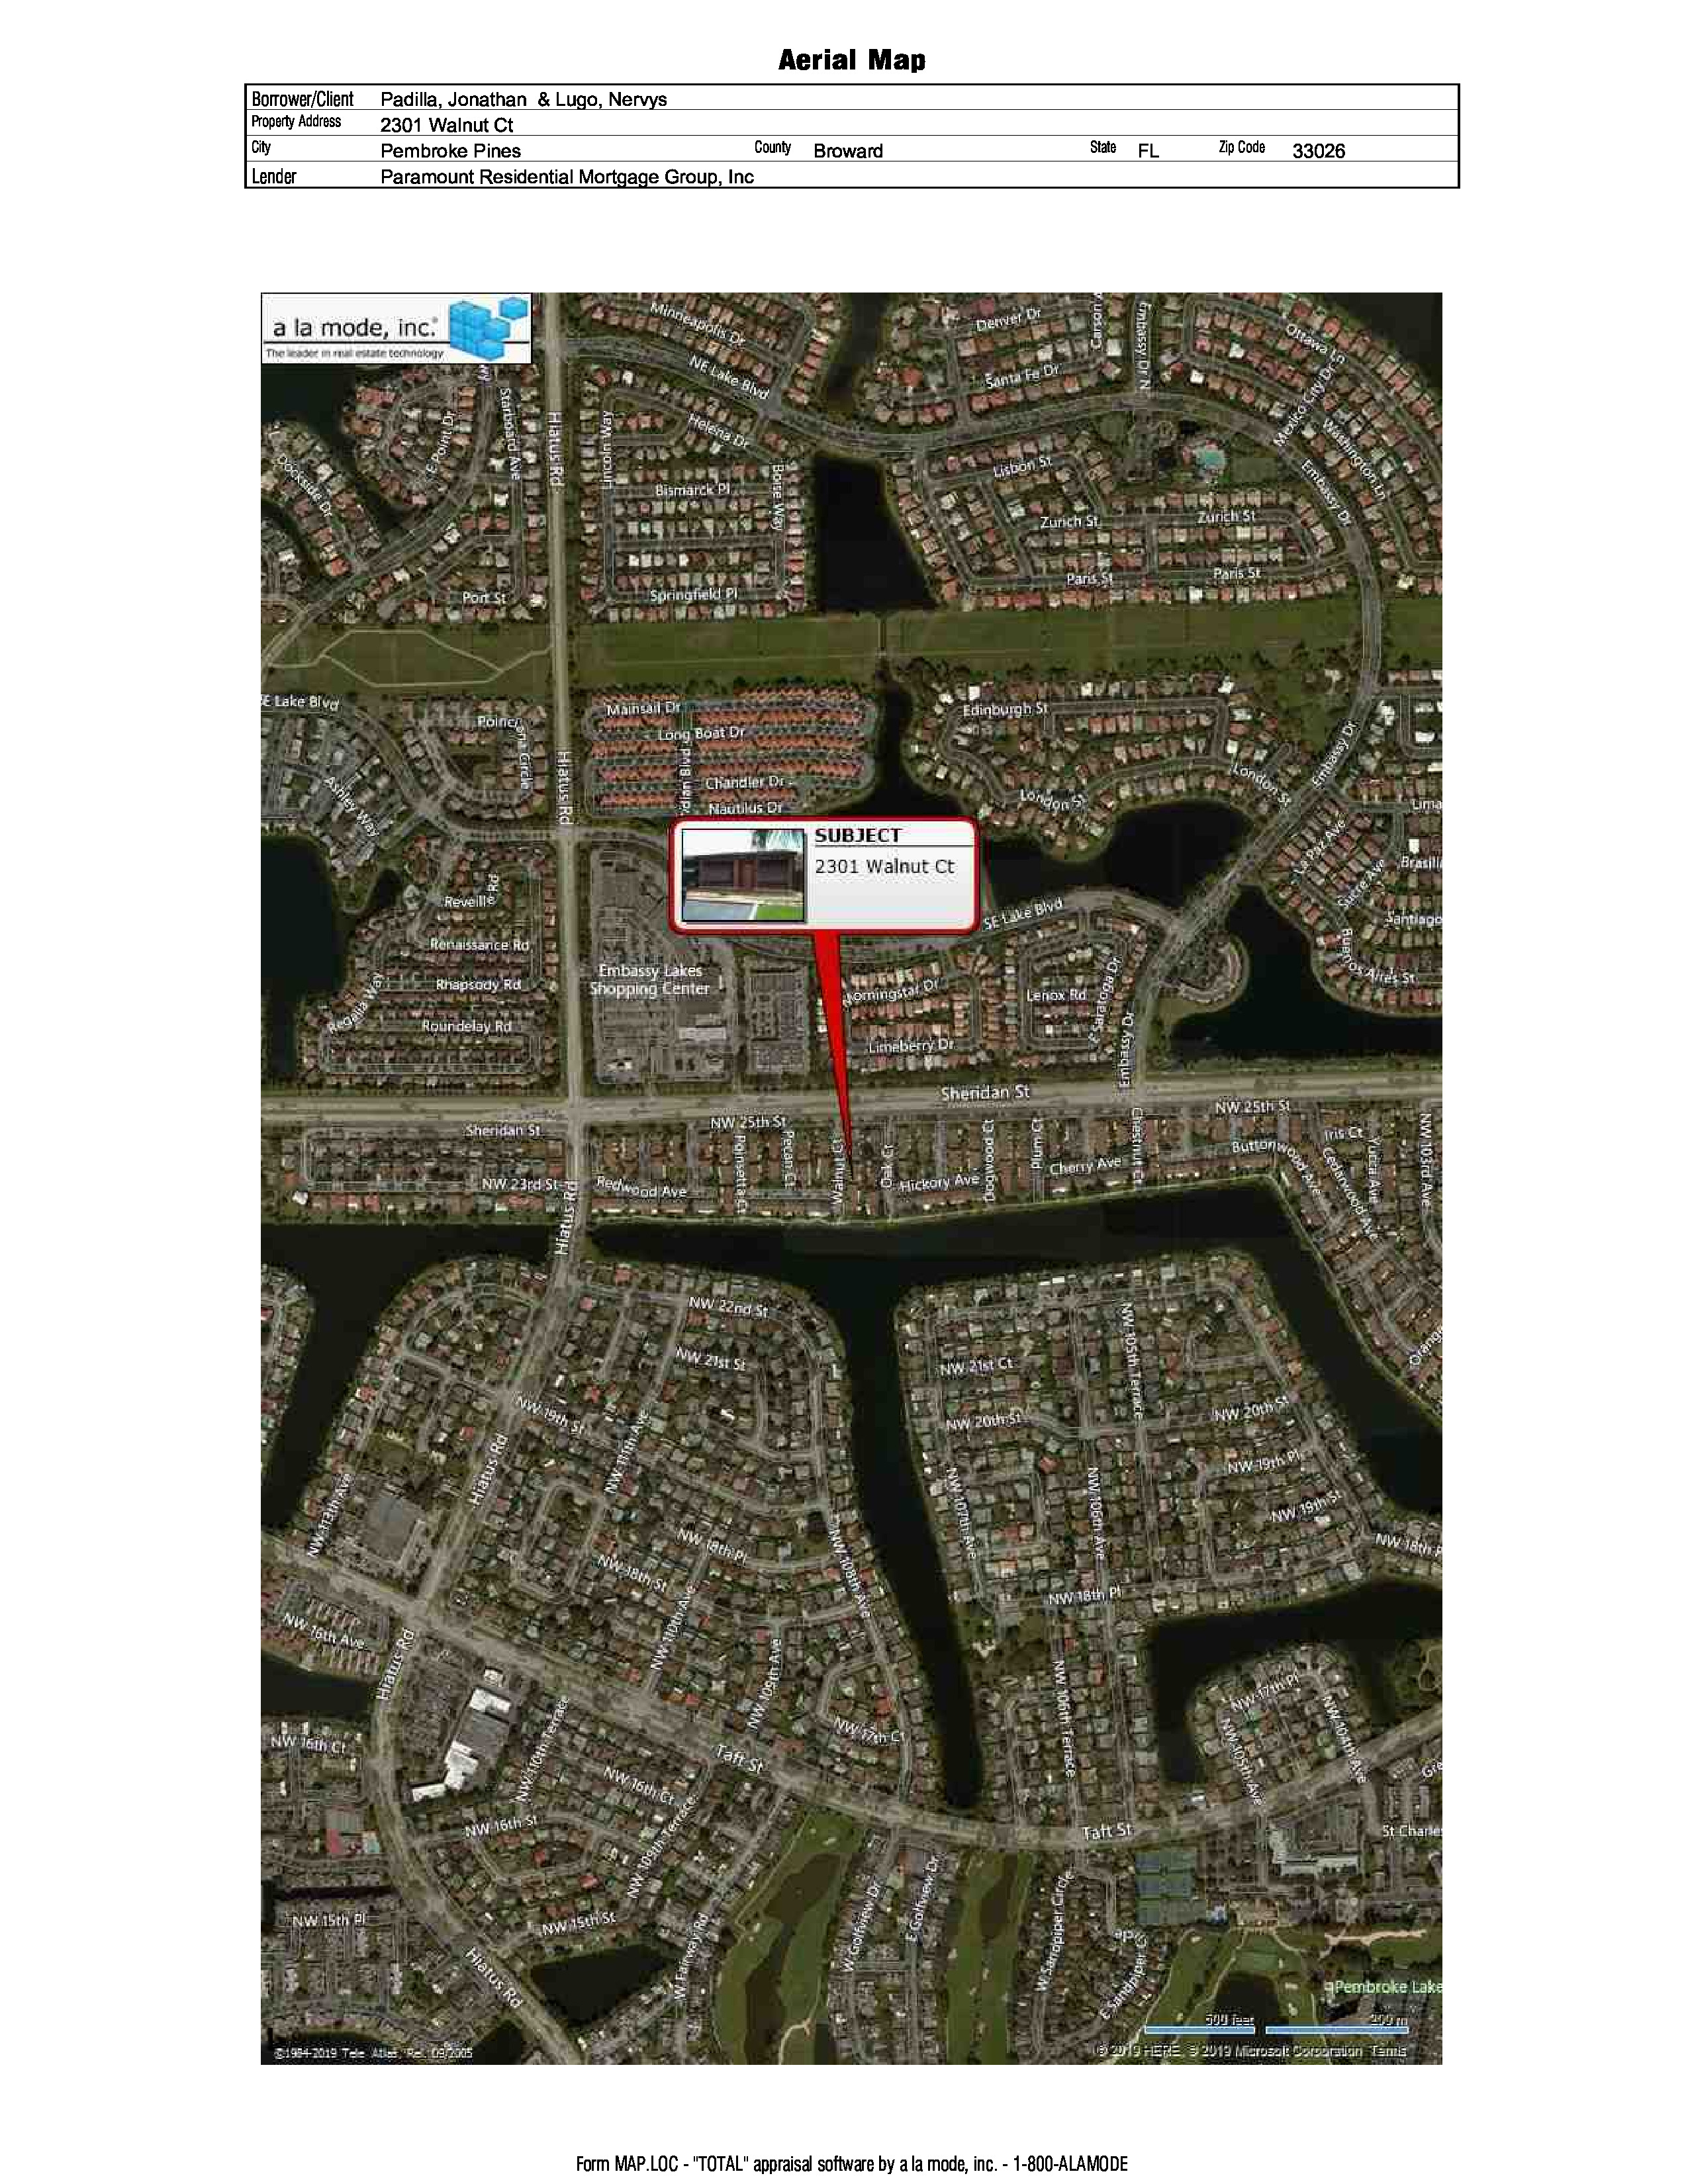 Aerial Map
Borrower/Client Padilla, Jonathan & Lugo, Nervys
Property Address 2301 Walnut Ct
City Pembroke Pines County Broward State FL Zip Code 33026
Lender Paramount Residential Mortgage Group, Inc
a la mode, inc.
The leader in real estate technology
Minneapolis Dr
Denver Dr
Carson
Embassy Dr N
Ottawa Ln
NE Lake Blvd
Santa Fe Dr
Mexico City Dr
Starboard Ave
E Point Dr
Hiatus Rd
Lincoln Way
Helena Dr
Washington Ln
Dockside Dr
Bismarck Pl
Boise Way
Lisbon St
Embassy Dr
Zurich St
Zurich St
Paris St
Paris St
Port St
Springfield Pl
E Lake Blvd
Mainsail Dr
Edinburgh St
Long Boat Dr
Embassy Dr
Ashley Way
Hiatus Rd
Chandler Dr
Nautilus Dr
London St
London St
Lima
SUBJECT
2301 Walnut Ct
La Paz Ave
Brasili
Sucre Ave
Reveille Rd
SE Lake Blvd
Santiago
Renaissance Rd
Buenos Aires St
Embassy Lakes
Shopping Center
Rhapsody Rd
Regalia Way
Morningstar Dr
Lenox Rd
E Saratoga Dr
Roundelay Rd
Limeberry Dr
Embassy Dr
Sheridan St
NW 25th St
NW 25th St
Sheridan St
Poinsetta Ct
Pecan Ct
Walnut Ct
Oak Ct
Dogwood Ct
Plum Ct
Chestnut Ct
Cherry Ave
Buttonwood Ave
Iris Ct
Cedarwood Ave
Yucca Ave
NW 103rd Ave
NW 23rd St
Redwood Ave
Hickory Ave
Hiatus Rd
NW 22nd St
NW 105th Terrace
Orang
NW 21st St
NW 21st Ct
NW 19th St
NW 20th St
NW 20th St
Hiatus Rd
NW 111th Ave
NW 19th Pl
NW 113th Ave
NW 107th Ave
NW 106th Ave
NW 19th St
NW 18th Pl
NW 108th Ave
NW 18th P
NW 18th St
NW 18th Pl
NW 16th Ave
Hiatus Rd
NW 110th Ave
NW 109th Ave
NW 106th Terrace
NW 17th Pl
NW 104th Ave
NW 105th Ave
NW 17th Ct
NW 16th Ct
NW 110th Terrace
Taft St
NW 16th Ct
Gre
NW 16th St
NW 109th Terrace
Taft St
St Charle
NW 15th Pl
NW 15th St
W Fairway Rd
W Golfview Dr
E Golfview Dr
W Sandpiper Circle
E Sandpiper Circle
Hiatus Rd
Pembroke Lake
500 feet 200 m
©1984-2019 Tele Atlas, Rel. 09/2005
© 2019 HERE, © 2019 Microsoft Corporation Terms
Form MAP.LOC - "TOTAL" appraisal software by a la mode, inc. - 1-800-ALAMODE